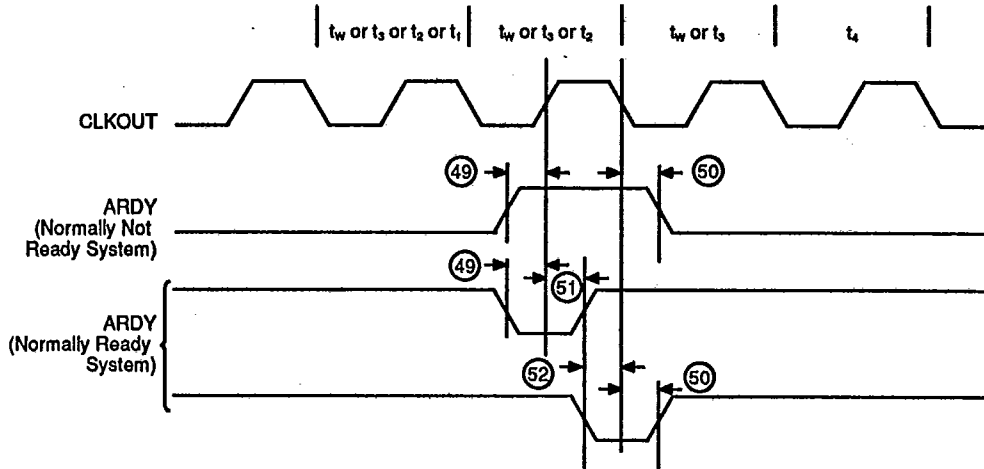 tW or t3 or t2 or t1
tW or t3 or t2
tW or t3
t4
CLKOUT
49
50
ARDY
(Normally Not
Ready System)
49
51
ARDY
(Normally Ready
System)
52
50